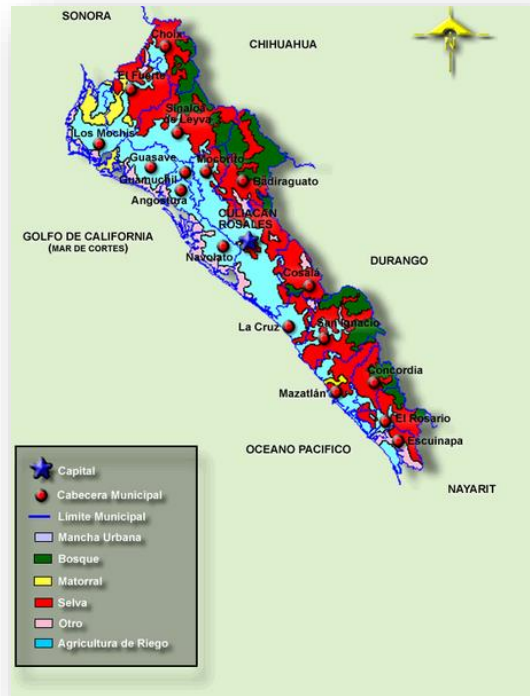 SONORA
CHIHUAHUA
N
Choix
El Fuerte
Sinaloa
de Leyva
Los Mochis
Guasave
Mocorito
Guamuchil
Badiraguato
Angostura
CULIACAN
ROSALES
GOLFO DE CALIFORNIA
(MAR DE CORTES)
Navolato
DURANGO
Cosalá
La Cruz
San Ignacio
Concordia
Mazatlán
El Rosario
Escuinapa
OCEANO PACIFICO
NAYARIT
Capital
Cabecera Municipal
Límite Municipal
Mancha Urbana
Bosque
Matorral
Selva
Otro
Agricultura de Riego